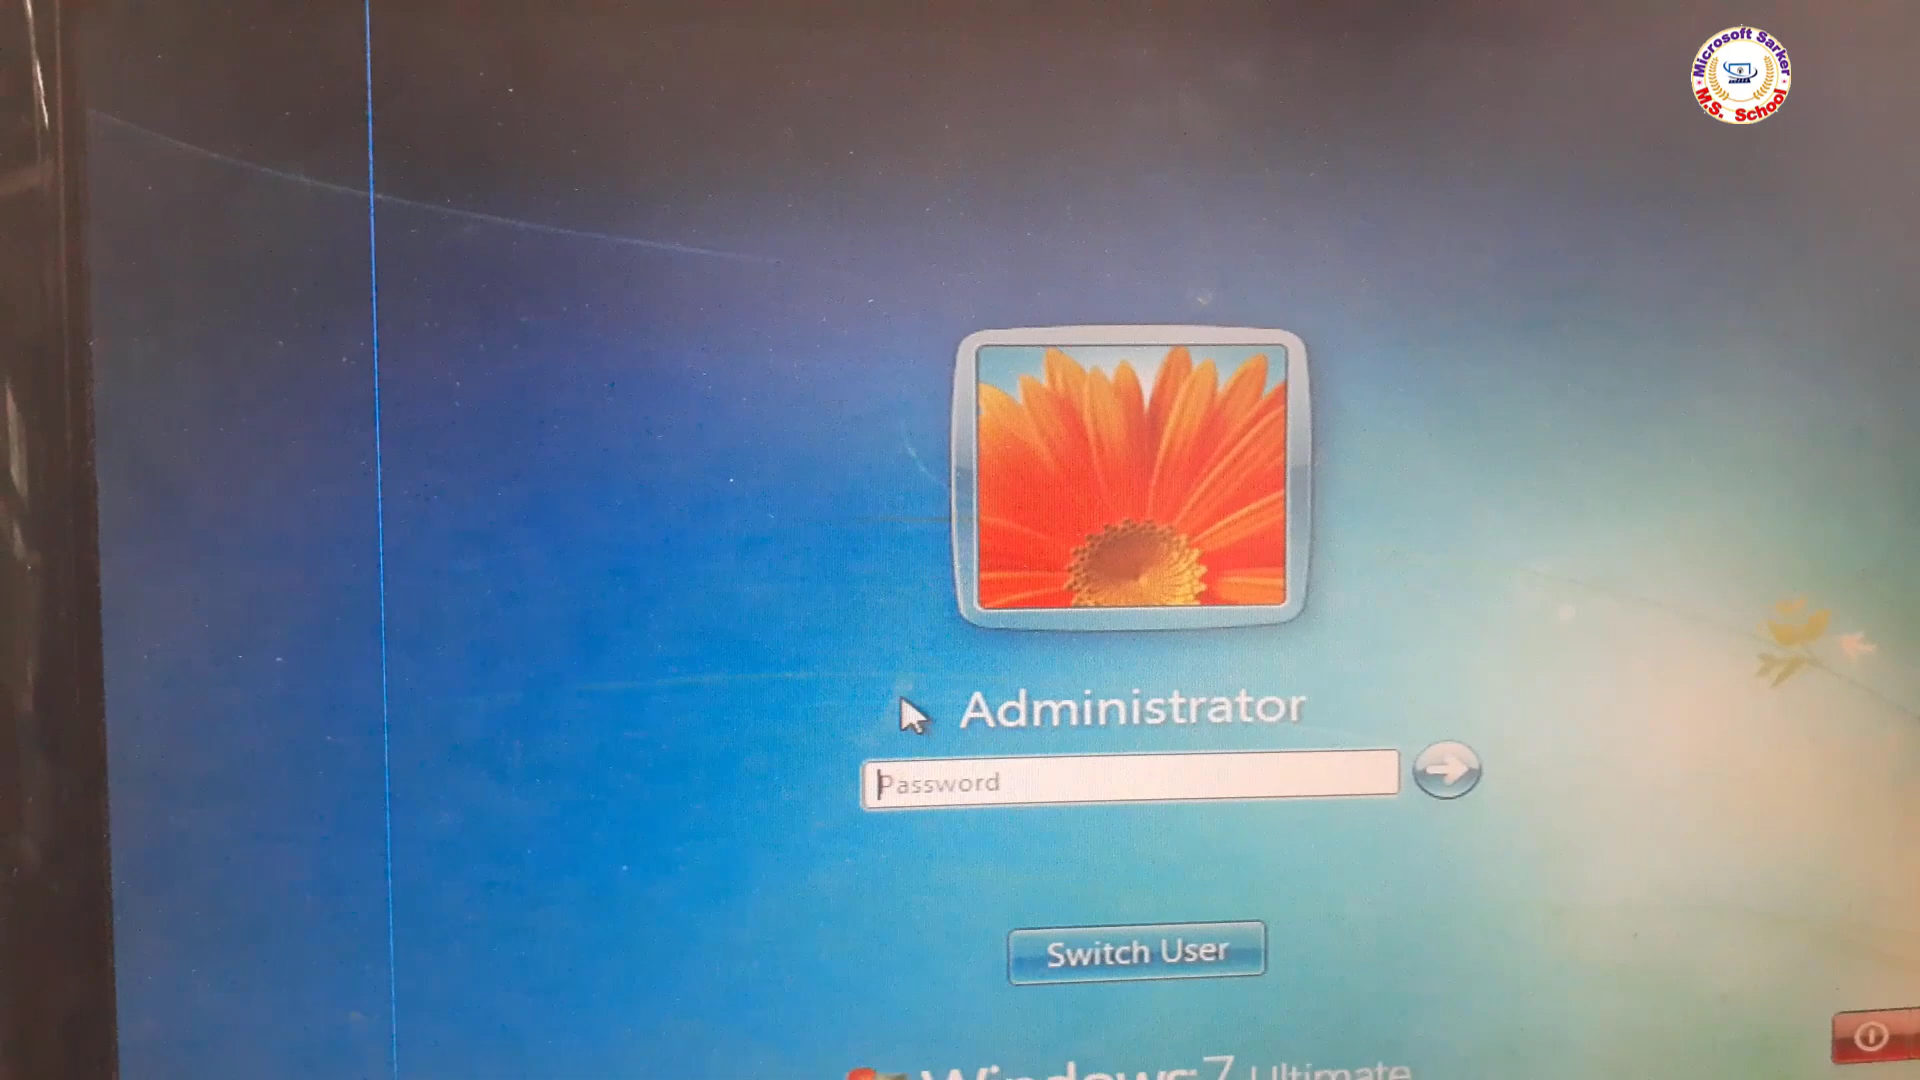 Microsoft Sarker
M.S. School
Administrator
Password
Switch User
Windows 7 Ultimate